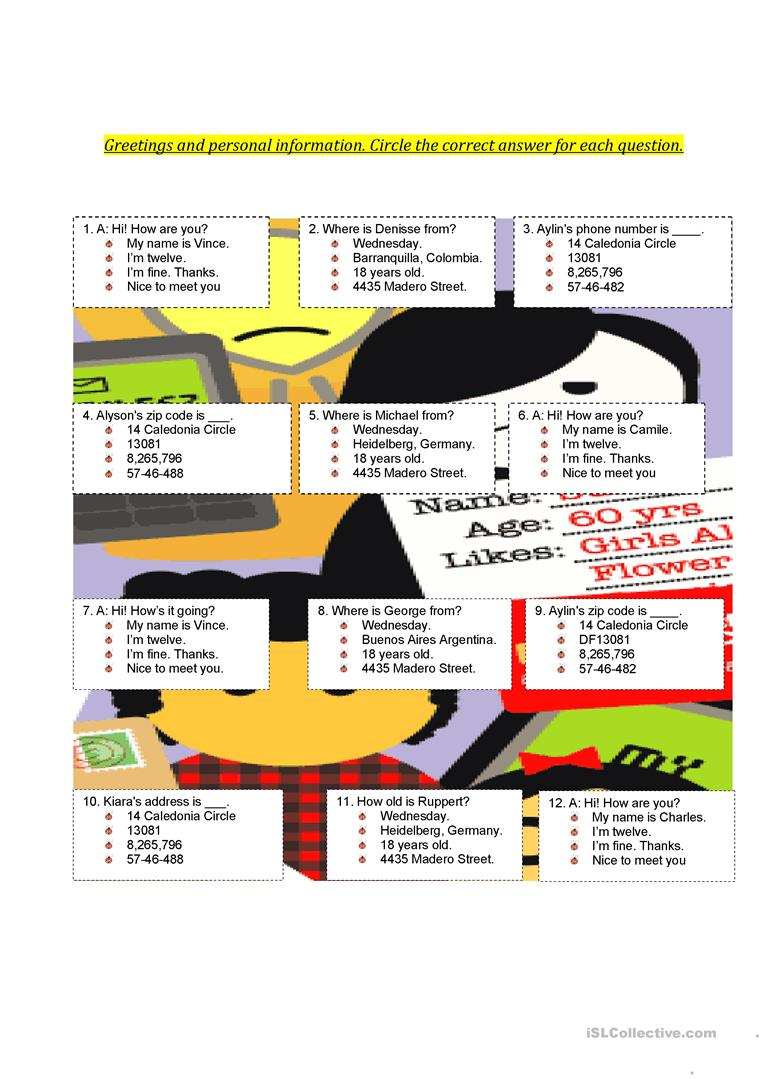 Greetings and personal information. Circle the correct answer for each question.
1. A: Hi! How are you?
My name is Vince.
I'm twelve.
I'm fine. Thanks.
Nice to meet you
2. Where is Denisse from?
Wednesday.
Barranquilla, Colombia.
18 years old.
4435 Madero Street.
3. Aylin's phone number is ____.
14 Caledonia Circle
13081
8,265,796
57-46-482
4. Alyson's zip code is ___.
14 Caledonia Circle
13081
8,265,796
57-46-488
5. Where is Michael from?
Wednesday.
Heidelberg, Germany.
18 years old.
4435 Madero Street.
6. A: Hi! How are you?
My name is Camile.
I'm twelve.
I'm fine. Thanks.
Nice to meet you
Name:
Age: 60 yrs
Likes: Girls Al
Flower
7. A: Hi! How's it going?
My name is Vince.
I'm twelve.
I'm fine. Thanks.
Nice to meet you.
8. Where is George from?
Wednesday.
Buenos Aires Argentina.
18 years old.
4435 Madero Street.
9. Aylin's zip code is ____.
14 Caledonia Circle
DF13081
8,265,796
57-46-482
MY
10. Kiara's address is ___.
14 Caledonia Circle
13081
8,265,796
57-46-488
11. How old is Ruppert?
Wednesday.
Heidelberg, Germany.
18 years old.
4435 Madero Street.
12. A: Hi! How are you?
My name is Charles.
I'm twelve.
I'm fine. Thanks.
Nice to meet you
iSLCollective.com